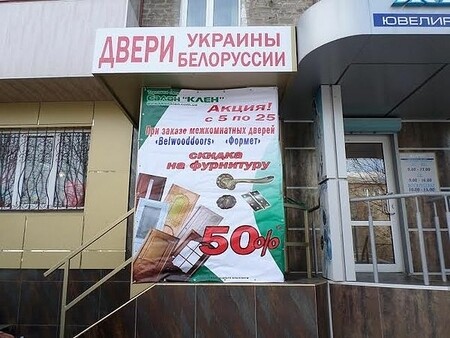 ДВЕРИ УКРАИНЫ
БЕЛОРУССИИ
ЮВЕЛИР
САЛОН "КЛЕН"
Акция!
с 5 по 25
При заказе межкомнатных дверей
«Belwooddoors» «Формет»
скидка
на фурнитуру
50%